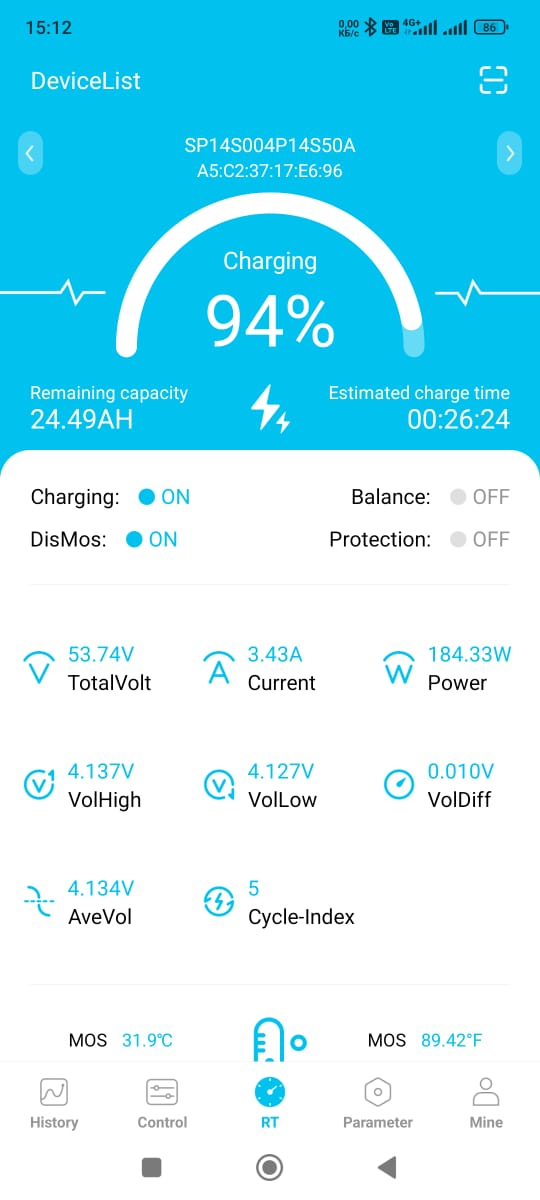 15:12
0,00
КБ/с
Vo
LTE
4G+
86
DeviceList
SP14S004P14S50A
A5:C2:37:17:E6:96
Charging
94%
Remaining capacity
Estimated charge time
24.49AH
00:26:24
Charging: ON
Balance: OFF
DisMos: ON
Protection: OFF
53.74V
TotalVolt
3.43A
Current
184.33W
Power
4.137V
VolHigh
4.127V
VolLow
0.010V
VolDiff
4.134V
AveVol
5
Cycle-Index
MOS 31.9℃
MOS 89.42°F
History
Control
RT
Parameter
Mine